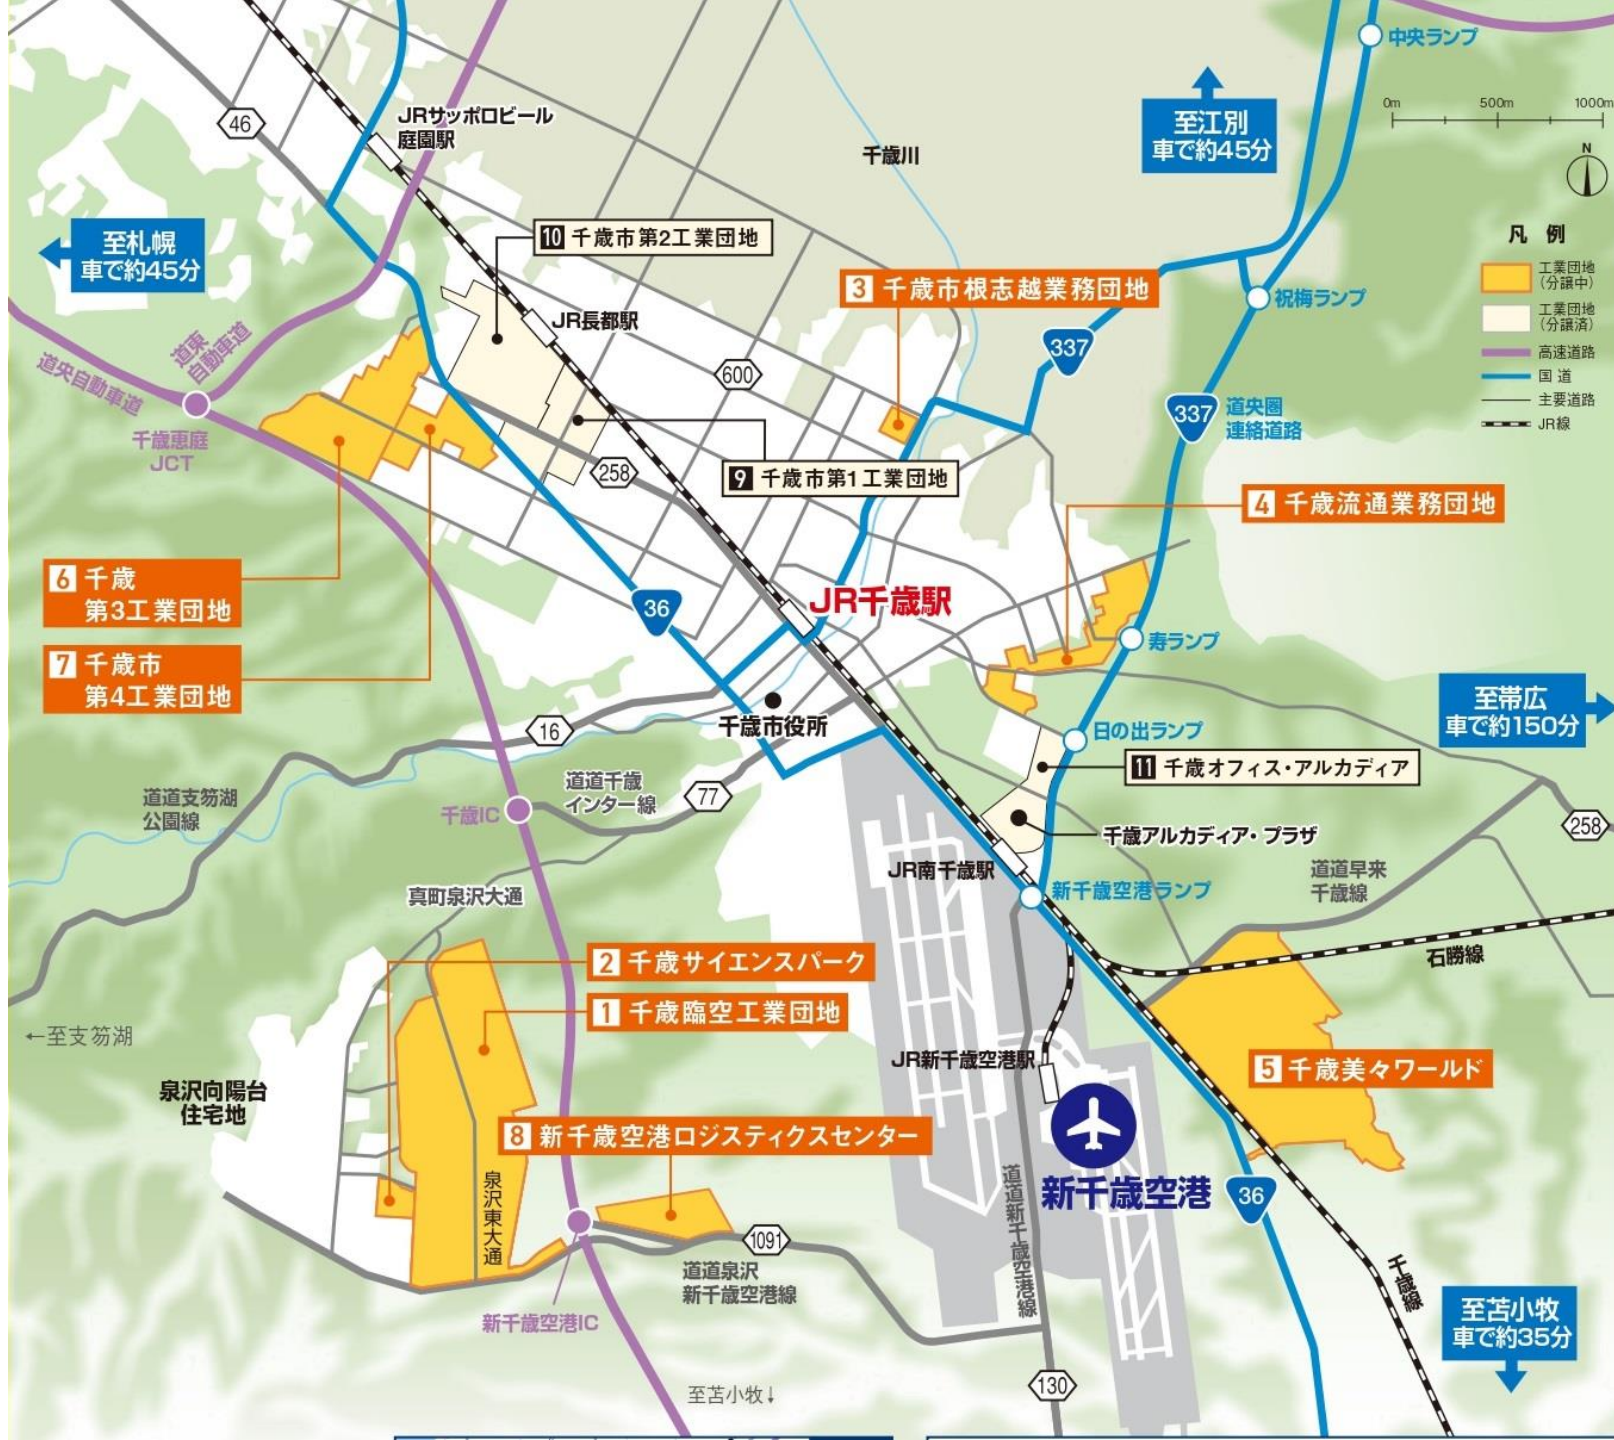 中央ランプ
0m
500m
1000m
至江別
車で約45分
N
46
JRサッポロビール
庭園駅
千歳川
至札幌
車で約45分
10 千歳市第2工業団地
凡 例
工業団地
(分譲中)
工業団地
(分譲済)
高速道路
国 道
主要道路
JR線
3 千歳市根志越業務団地
祝梅ランプ
JR長都駅
337
道東
自動車道
道央自動車道
600
337
道央圏
連絡道路
千歳恵庭
JCT
258
9 千歳市第1工業団地
4 千歳流通業務団地
6 千歳
第3工業団地
36
JR千歳駅
寿ランプ
7 千歳市
第4工業団地
至帯広
車で約150分
16
千歳市役所
日の出ランプ
11 千歳オフィス・アルカディア
道道支笏湖
公園線
千歳IC
道道千歳
インター線
77
千歳アルカディア・プラザ
258
JR南千歳駅
道道早来
千歳線
真町泉沢大通
新千歳空港ランプ
2 千歳サイエンスパーク
石勝線
1 千歳臨空工業団地
←至支笏湖
JR新千歳空港駅
5 千歳美々ワールド
泉沢向陽台
住宅地
8 新千歳空港ロジスティクスセンター
泉沢東大通
道道新千歳空港線
新千歳空港
36
1091
道道泉沢
新千歳空港線
千歳線
新千歳空港IC
至苫小牧
車で約35分
130
至苫小牧↓